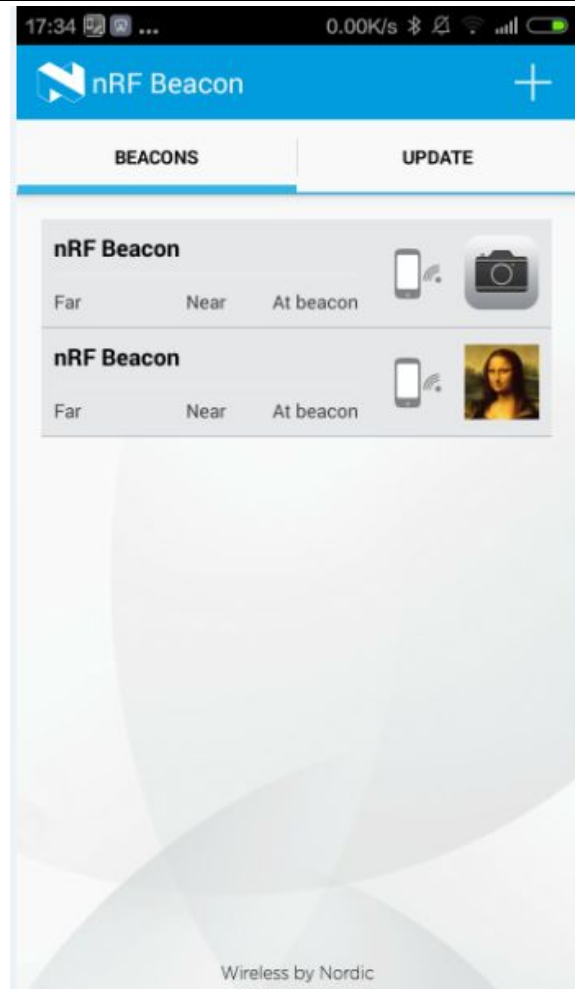 17:34 ... 0.00K/s
nRF Beacon
BEACONS UPDATE
nRF Beacon
Far Near At beacon
nRF Beacon
Far Near At beacon
Wireless by Nordic